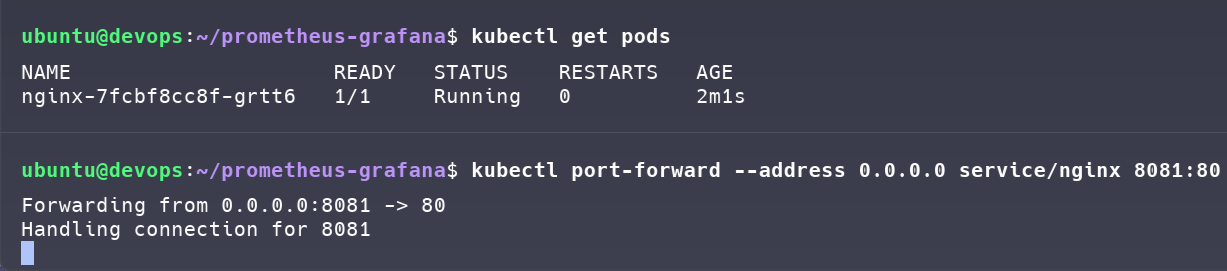 ubuntu@devops:~/prometheus-grafana$ kubectl get pods
NAME                     READY   STATUS    RESTARTS   AGE
nginx-7fcbf8cc8f-grtt6   1/1     Running   0          2m1s
ubuntu@devops:~/prometheus-grafana$ kubectl port-forward --address 0.0.0.0 service/nginx 8081:80
Forwarding from 0.0.0.0:8081 -> 80
Handling connection for 8081